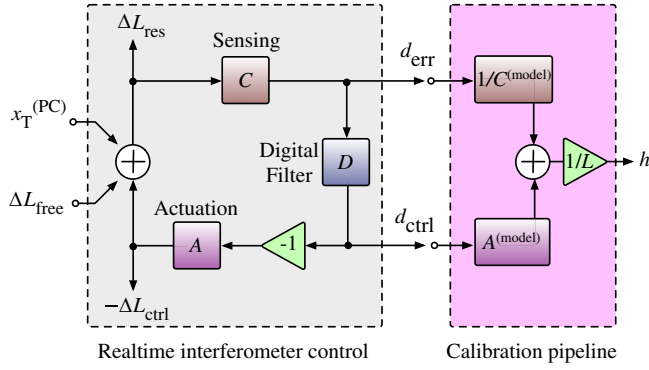 ΔL_res
Sensing
C
d_err
1/C^(model)
x_T^(PC)
+
Digital
Filter
D
+
1/L
h
ΔL_free
Actuation
A
-1
d_ctrl
A^(model)
−ΔL_ctrl
Realtime interferometer control
Calibration pipeline